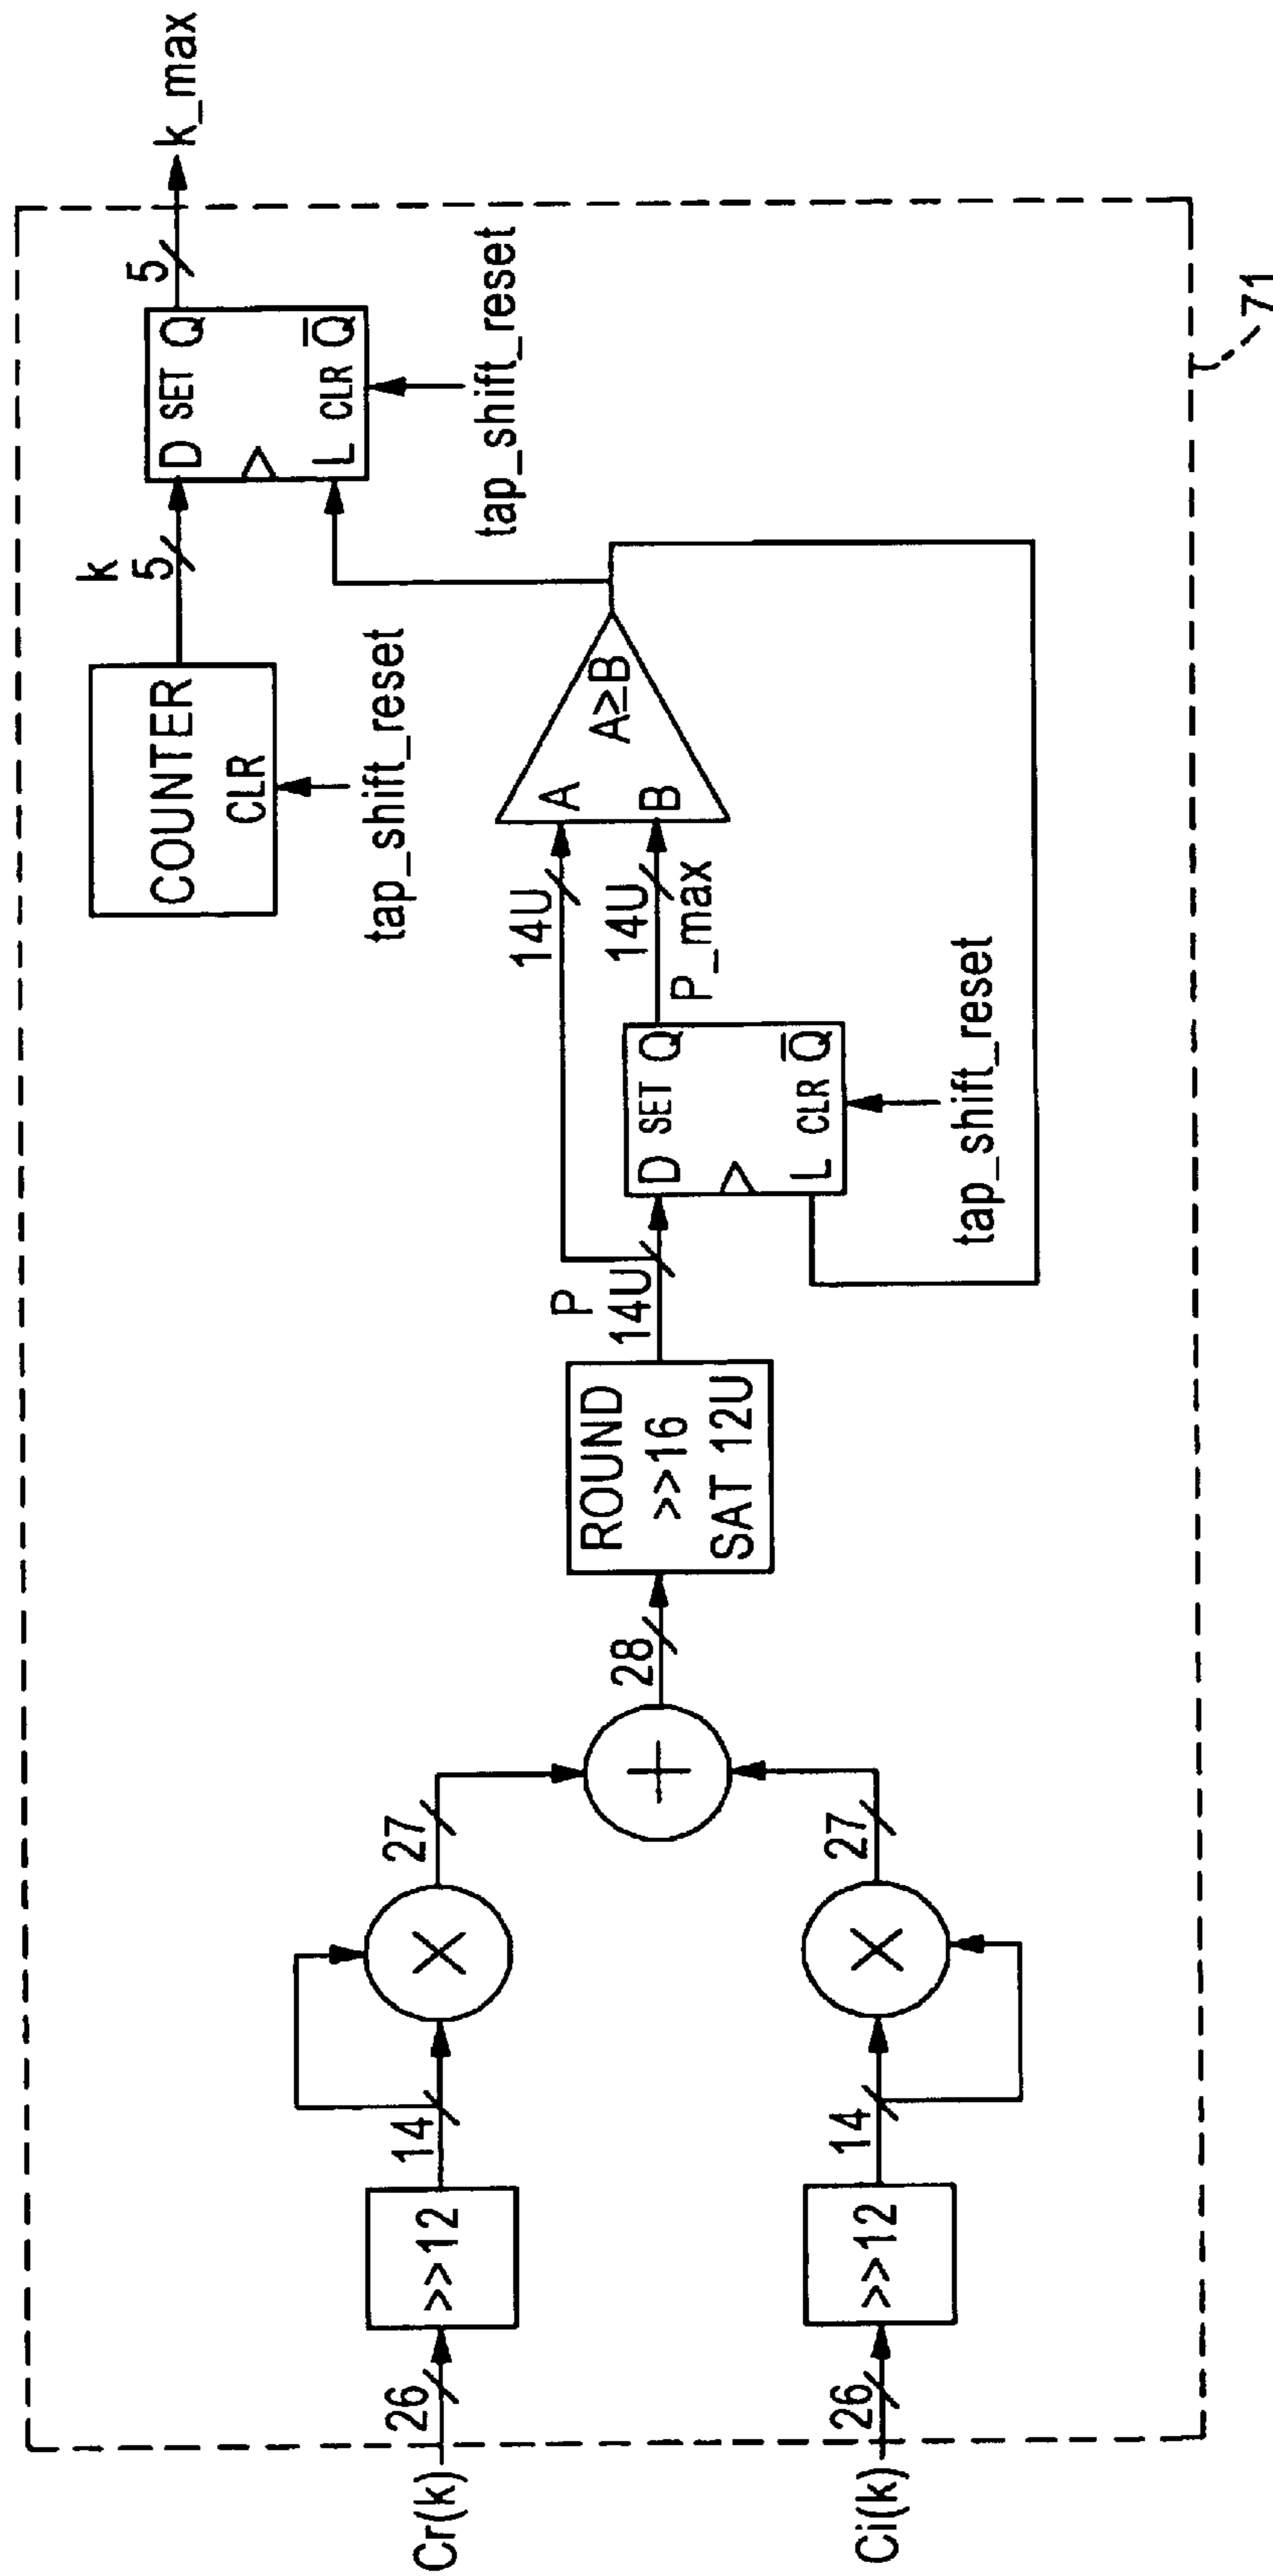 Cr(k)
26
>>12
14
X
27
Ci(k)
26
>>12
14
X
27
+
28
ROUND
>>16
SAT 12U
P
14U
D SET Q
L CLR Q̅
tap_shift_reset
14U
14U
P_max
A
B
A≥B
COUNTER
CLR
tap_shift_reset
k
5
D SET Q
L CLR Q̅
tap_shift_reset
5
k_max
71